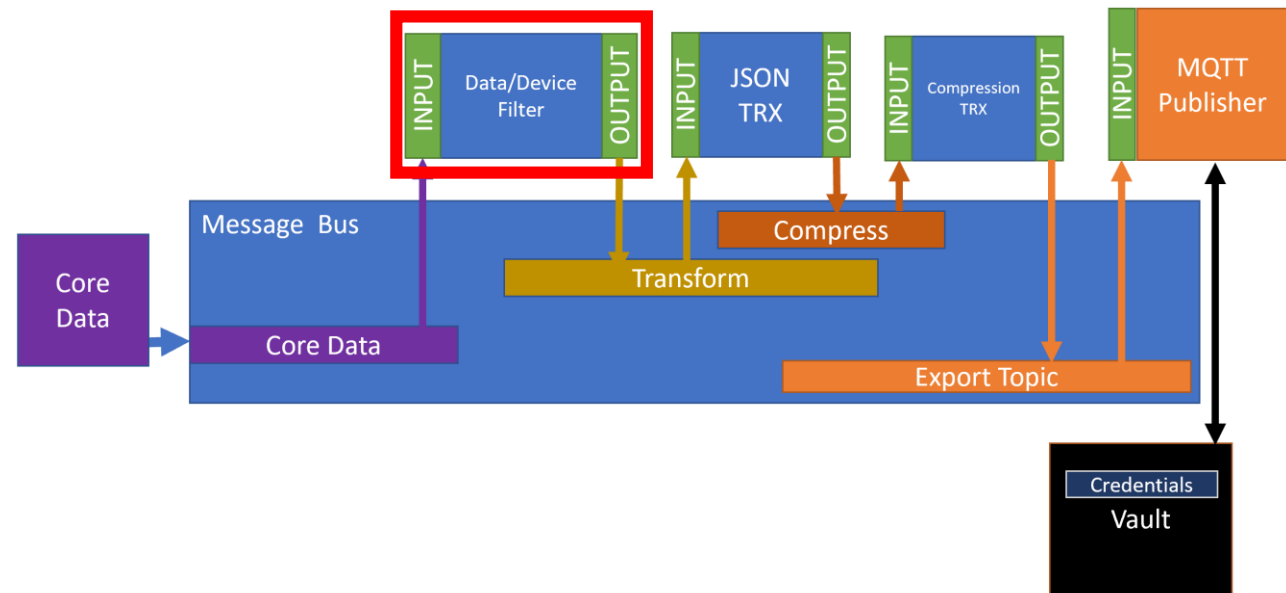 INPUT
Data/Device
Filter
OUTPUT
INPUT
JSON
TRX
OUTPUT
INPUT
Compression
TRX
OUTPUT
INPUT
MQTT
Publisher
Message Bus
Compress
Transform
Core
Data
Core Data
Export Topic
Credentials
Vault